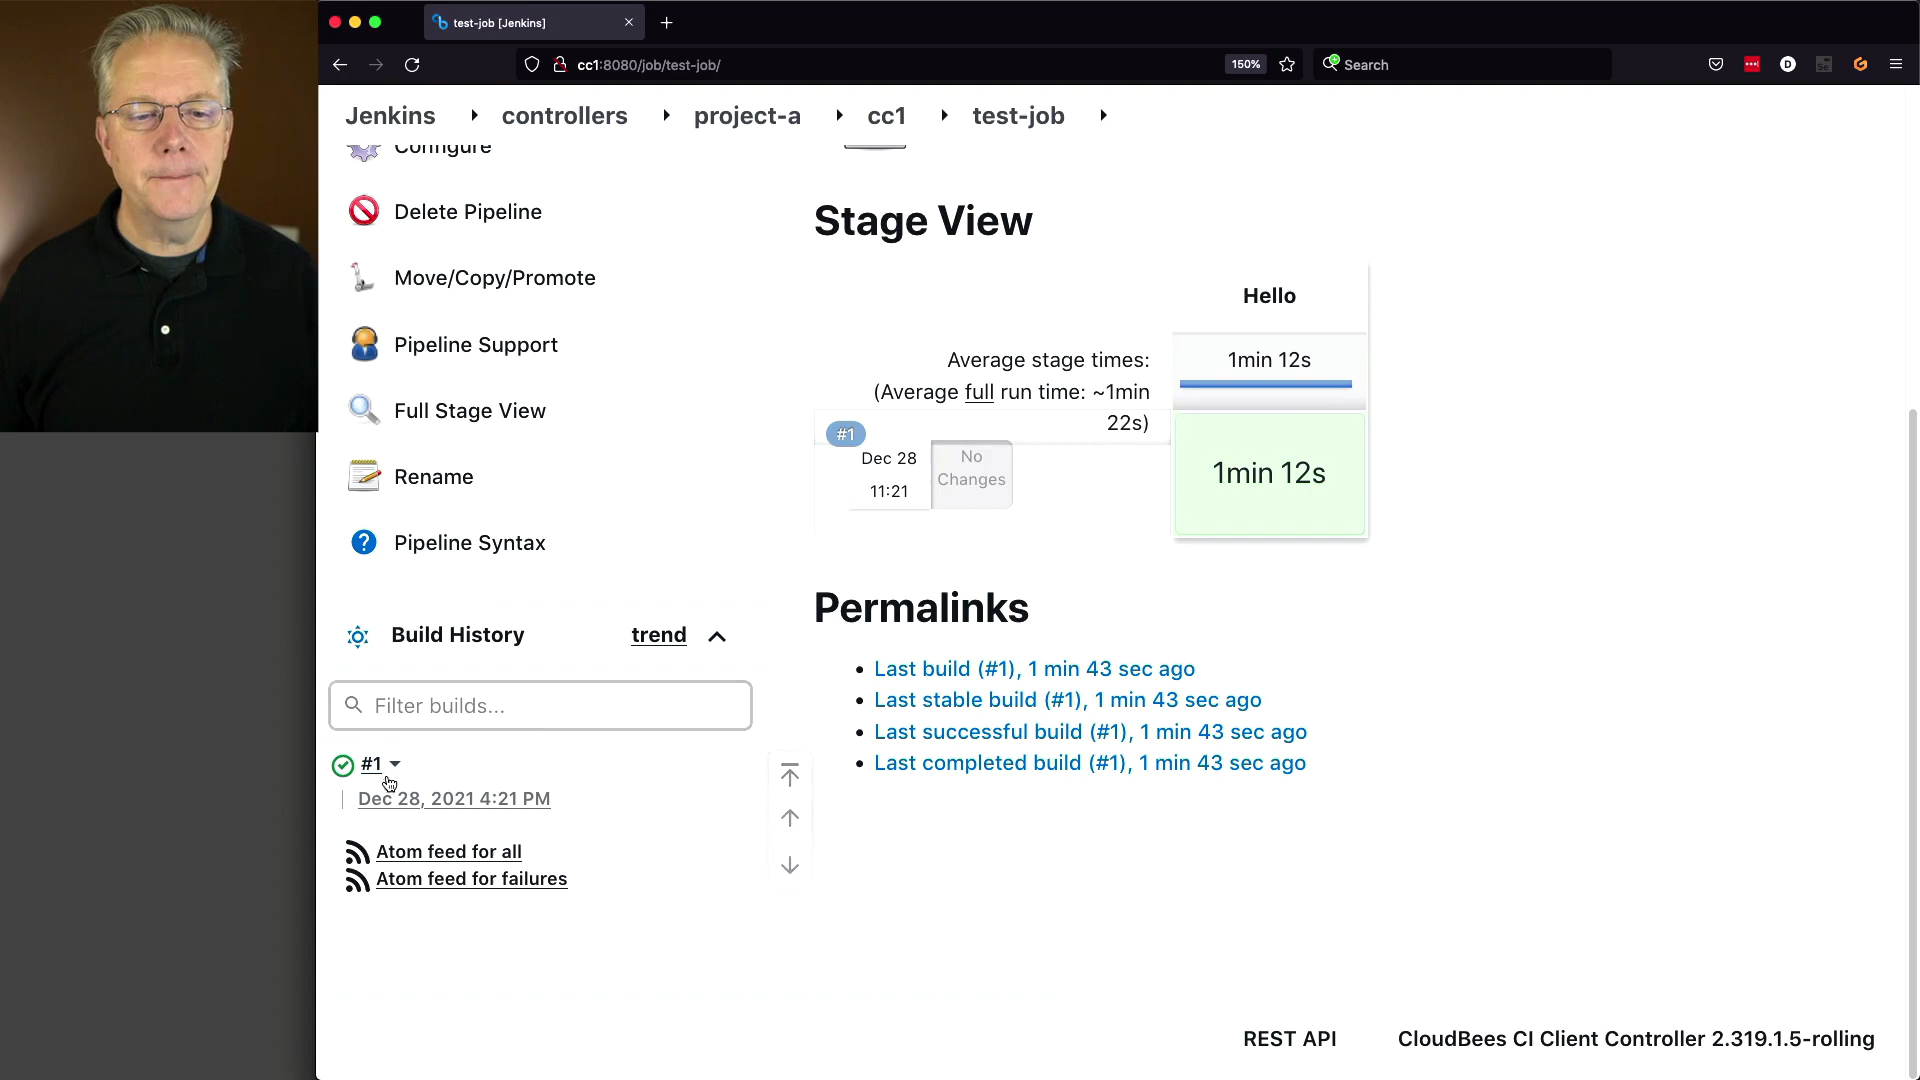 test-job [Jenkins]
cc1:8080/job/test-job/
150%
Search
Jenkins
controllers
project-a
cc1
test-job
Configure
Delete Pipeline
Move/Copy/Promote
Pipeline Support
Full Stage View
Rename
Pipeline Syntax
Build History
trend
Filter builds...
#1
Dec 28, 2021 4:21 PM
Atom feed for all
Atom feed for failures
Stage View
Hello
Average stage times:
(Average full run time: ~1min
22s)
1min 12s
#1
Dec 28
11:21
No
Changes
1min 12s
Permalinks
Last build (#1), 1 min 43 sec ago
Last stable build (#1), 1 min 43 sec ago
Last successful build (#1), 1 min 43 sec ago
Last completed build (#1), 1 min 43 sec ago
REST API
CloudBees CI Client Controller 2.319.1.5-rolling